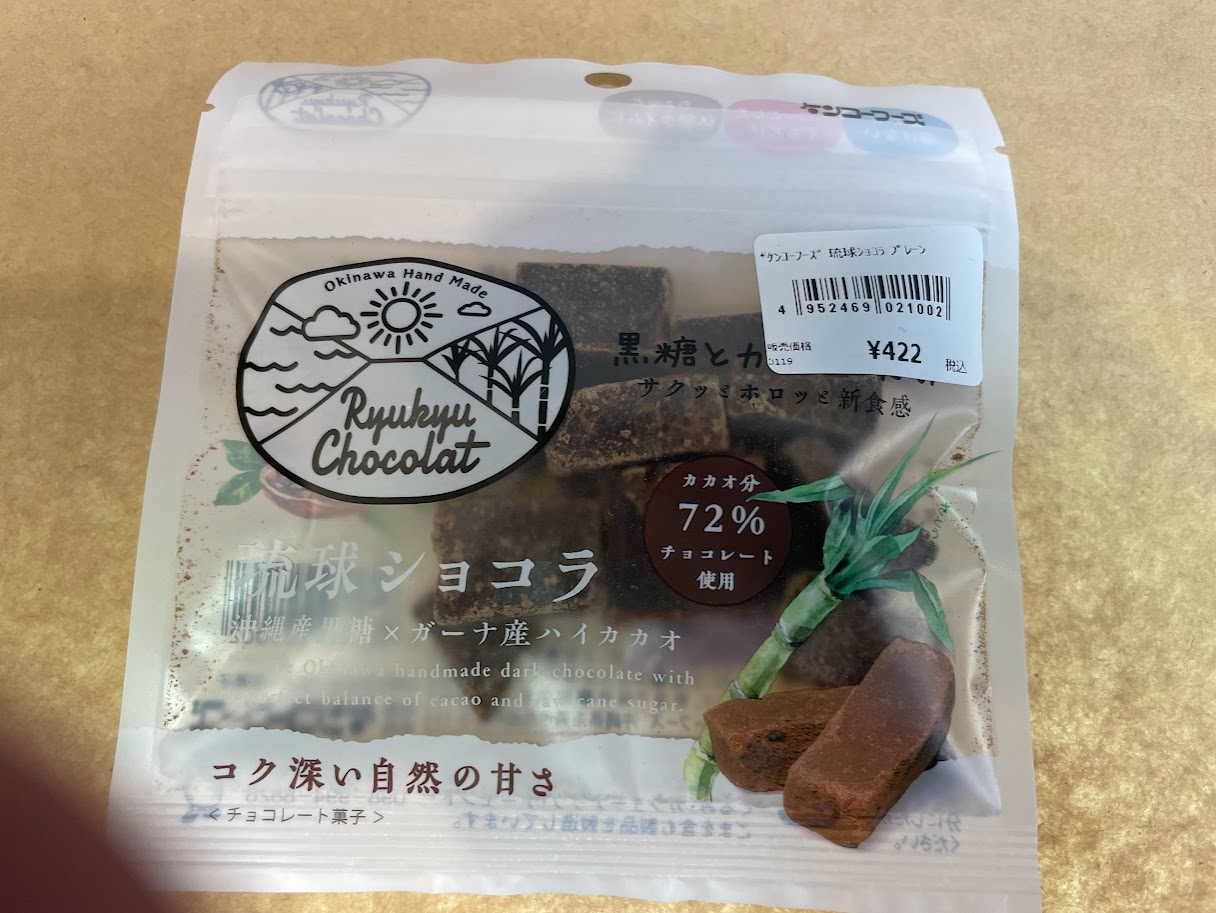 Ryukyu
Chocolat
ケンコーフーズ
*ケンコーフーズ 琉球ショコラ プレーン
4 952469 021002
販売価格
3119
¥422
税込
Okinawa Hand Made
Ryukyu
Chocolat
黒糖とカ
サクッとホロッと新食感
カカオ分
72%
チョコレート
使用
琉球ショコラ
沖縄産黒糖×ガーナ産ハイカカオ
Okinawa handmade dark chocolate with
balance of cacao and raw cane sugar.
コク深い自然の甘さ
<チョコレート菓子>